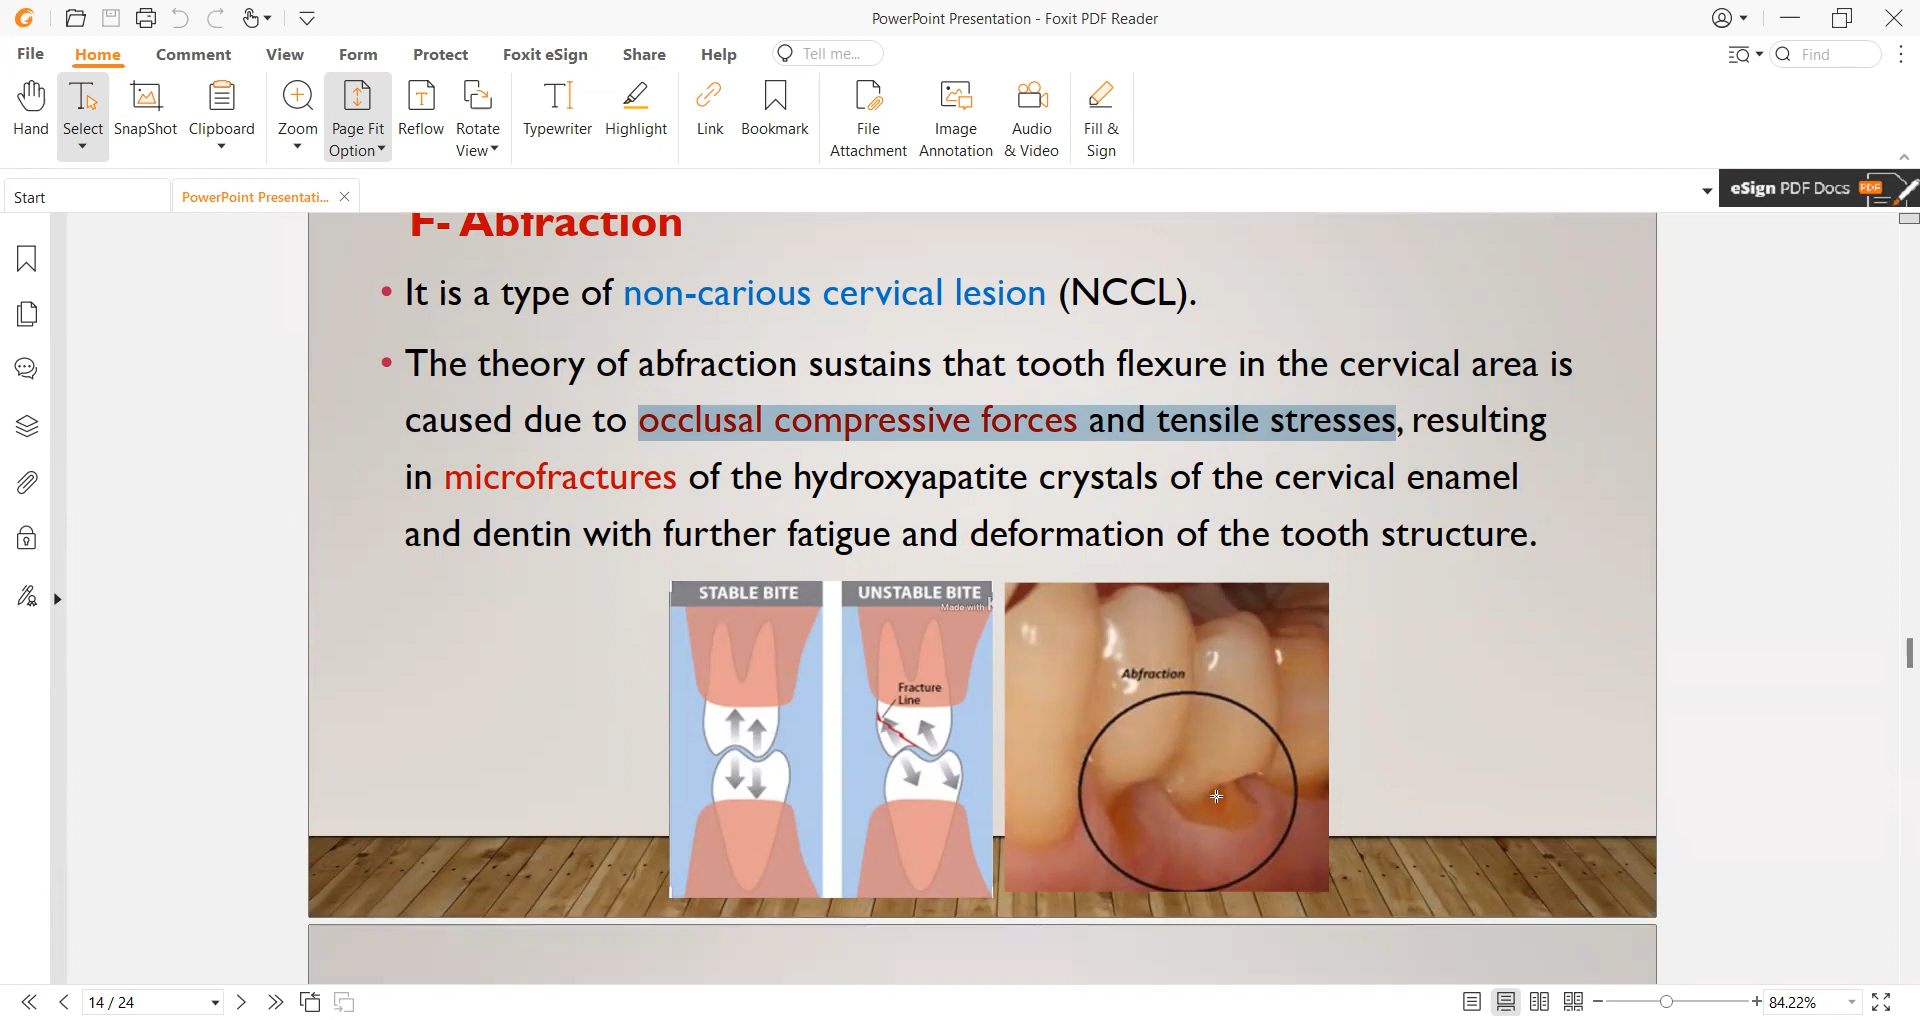 PowerPoint Presentation - Foxit PDF Reader
File Home Comment View Form Protect Foxit eSign Share Help Tell me... Find
Hand Select SnapShot Clipboard Zoom Page Fit Option Reflow Rotate View Typewriter Highlight Link Bookmark File Attachment Image Annotation Audio & Video Fill & Sign
Start PowerPoint Presentati... eSign PDF Docs PDF
F- Abfraction
• It is a type of non-carious cervical lesion (NCCL).
• The theory of abfraction sustains that tooth flexure in the cervical area is
caused due to occlusal compressive forces and tensile stresses, resulting
in microfractures of the hydroxyapatite crystals of the cervical enamel
and dentin with further fatigue and deformation of the tooth structure.
STABLE BITE UNSTABLE BITE
Made with
Fracture
Line
Abfraction
14 / 24 84.22%